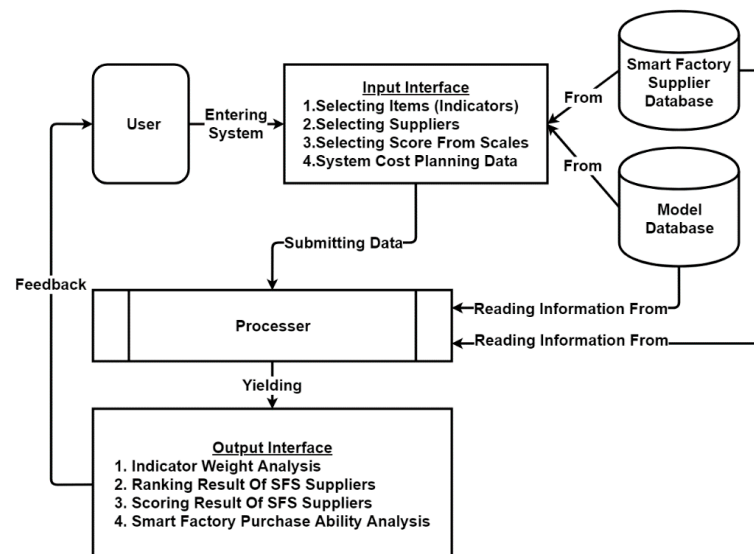 User
Entering
System
Input Interface
1.Selecting Items (Indicators)
2.Selecting Suppliers
3.Selecting Score From Scales
4.System Cost Planning Data
From
From
Smart Factory
Supplier
Database
Model
Database
Submitting Data
Feedback
Processer
Reading Information From
Reading Information From
Yielding
Output Interface
1. Indicator Weight Analysis
2. Ranking Result Of SFS Suppliers
3. Scoring Result Of SFS Suppliers
4. Smart Factory Purchase Ability Analysis